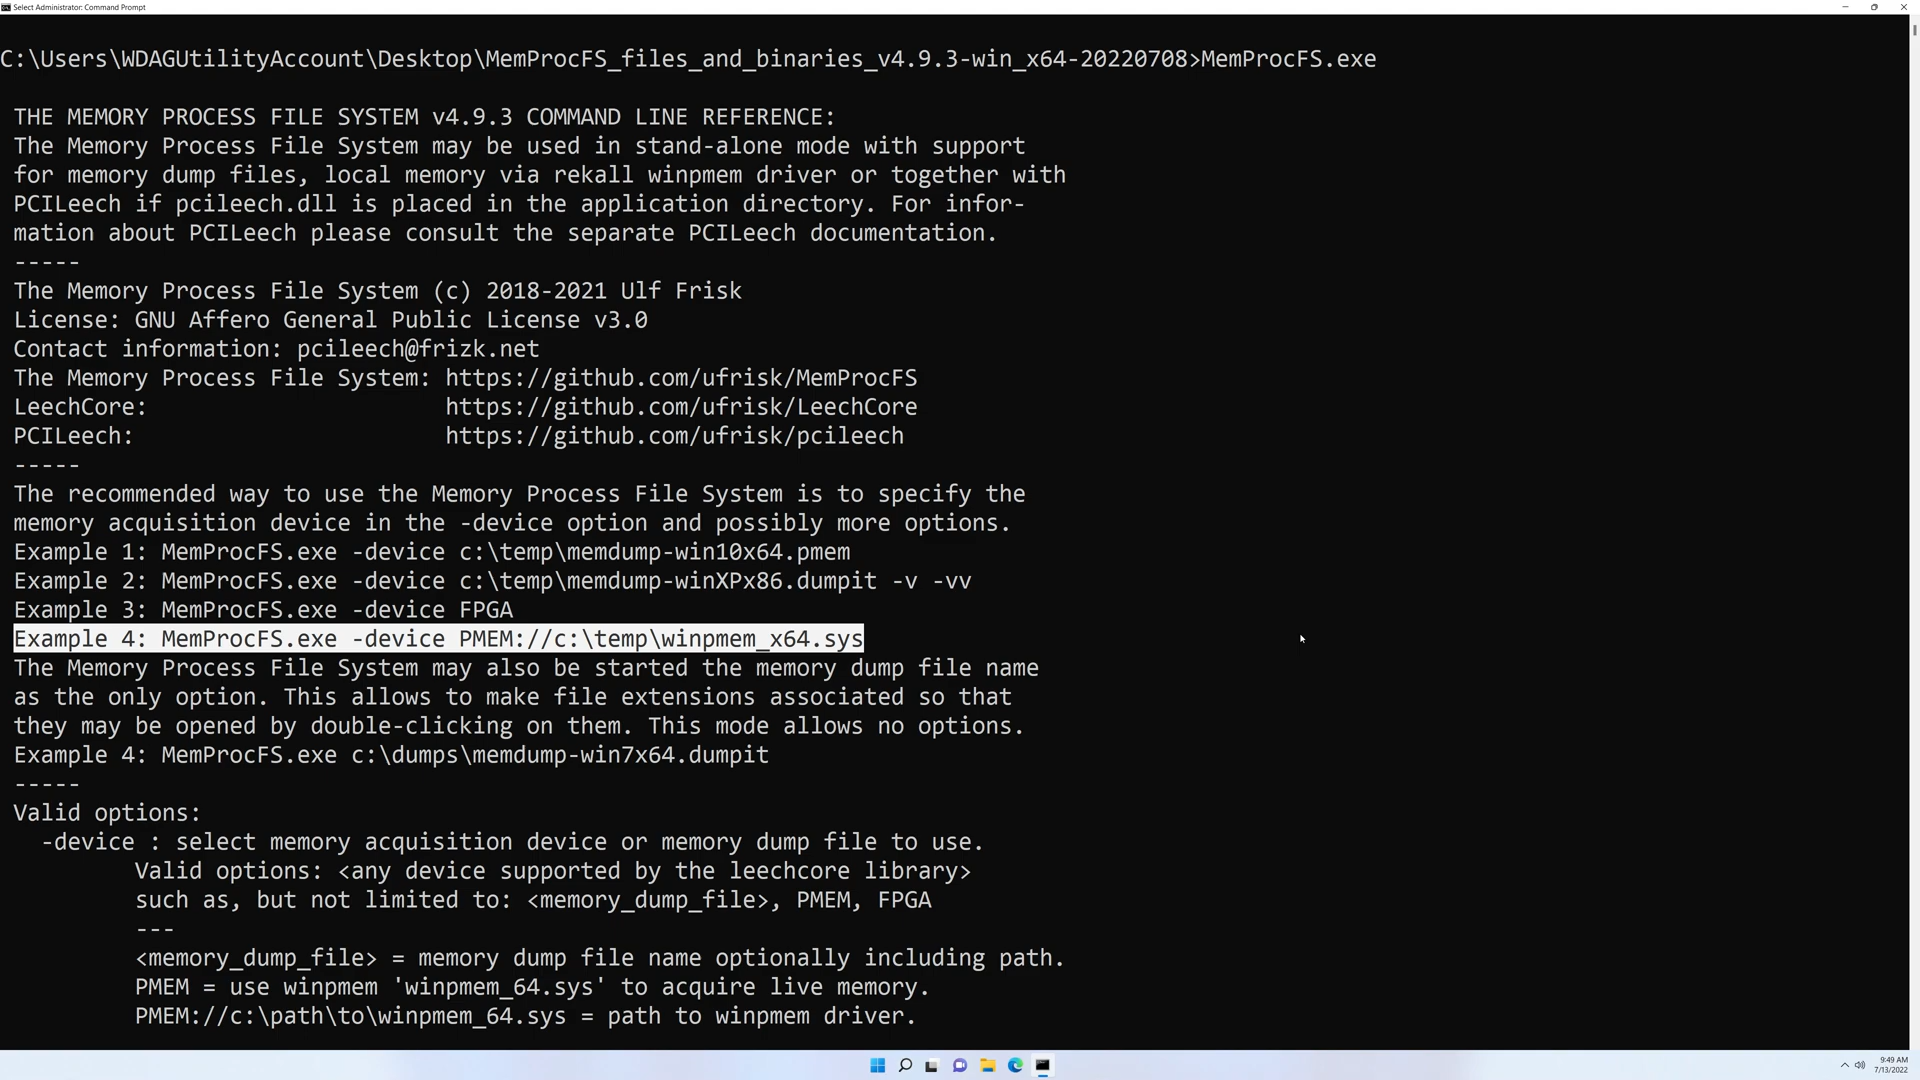 Select Administrator: Command Prompt
C:\Users\WDAGUtilityAccount\Desktop\MemProcFS_files_and_binaries_v4.9.3-win_x64-20220708>MemProcFS.exe
THE MEMORY PROCESS FILE SYSTEM v4.9.3 COMMAND LINE REFERENCE:
The Memory Process File System may be used in stand-alone mode with support
for memory dump files, local memory via rekall winpmem driver or together with
PCILeech if pcileech.dll is placed in the application directory. For infor-
mation about PCILeech please consult the separate PCILeech documentation.
-----
The Memory Process File System (c) 2018-2021 Ulf Frisk
License: GNU Affero General Public License v3.0
Contact information: pcileech@frizk.net
The Memory Process File System: https://github.com/ufrisk/MemProcFS
LeechCore:                      https://github.com/ufrisk/LeechCore
PCILeech:                       https://github.com/ufrisk/pcileech
-----
The recommended way to use the Memory Process File System is to specify the
memory acquisition device in the -device option and possibly more options.
Example 1: MemProcFS.exe -device c:\temp\memdump-win10x64.pmem
Example 2: MemProcFS.exe -device c:\temp\memdump-winXPx86.dumpit -v -vv
Example 3: MemProcFS.exe -device FPGA
Example 4: MemProcFS.exe -device PMEM://c:\temp\winpmem_x64.sys
The Memory Process File System may also be started the memory dump file name
as the only option. This allows to make file extensions associated so that
they may be opened by double-clicking on them. This mode allows no options.
Example 4: MemProcFS.exe c:\dumps\memdump-win7x64.dumpit
-----
Valid options:
-device : select memory acquisition device or memory dump file to use.
Valid options: <any device supported by the leechcore library>
such as, but not limited to: <memory_dump_file>, PMEM, FPGA
---
<memory_dump_file> = memory dump file name optionally including path.
PMEM = use winpmem 'winpmem_64.sys' to acquire live memory.
PMEM://c:\path\to\winpmem_64.sys = path to winpmem driver.
9:49 AM
7/13/2022